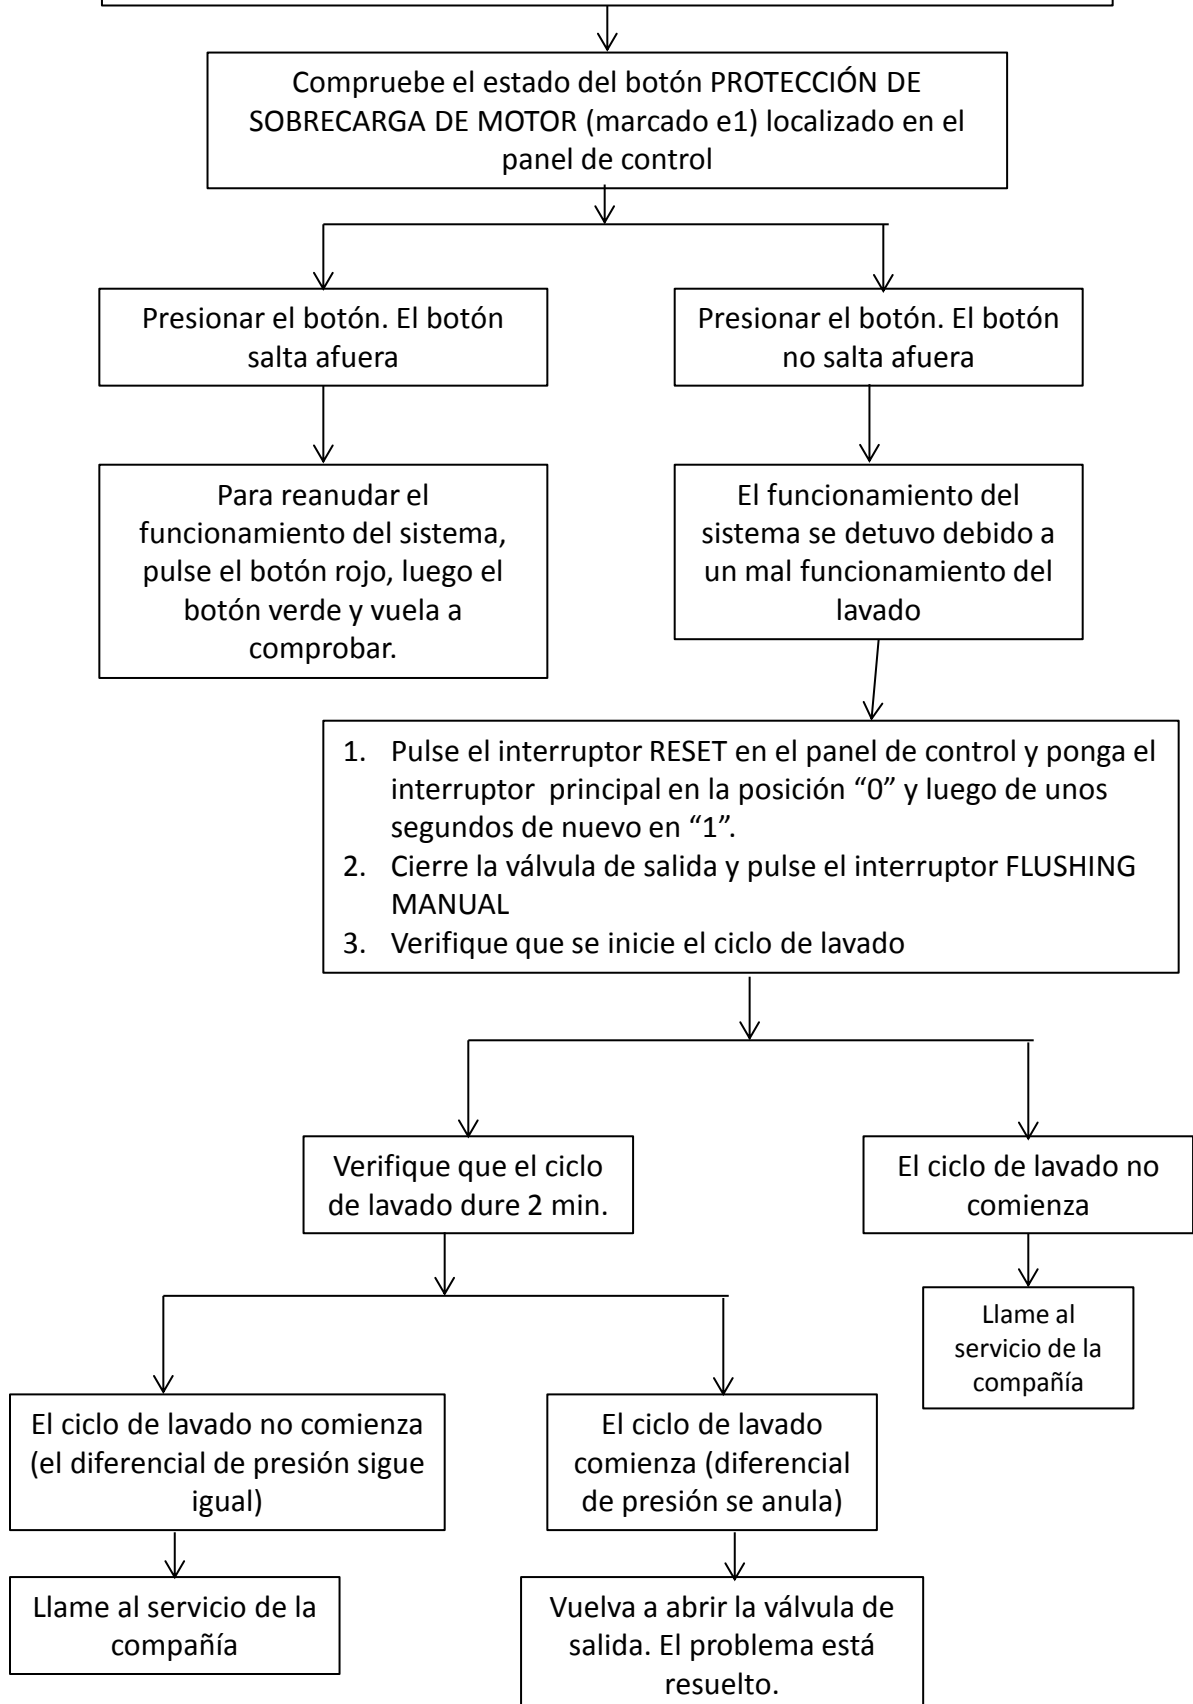 Compruebe el estado del botón PROTECCIÓN DE
SOBRECARGA DE MOTOR (marcado e1) localizado en el
panel de control
Presionar el botón. El botón
salta afuera
Presionar el botón. El botón
no salta afuera
Para reanudar el
funcionamiento del sistema,
pulse el botón rojo, luego el
botón verde y vuela a
comprobar.
El funcionamiento del
sistema se detuvo debido a
un mal funcionamiento del
lavado
1. Pulse el interruptor RESET en el panel de control y ponga el
interruptor principal en la posición “0” y luego de unos
segundos de nuevo en “1”.
2. Cierre la válvula de salida y pulse el interruptor FLUSHING
MANUAL
3. Verifique que se inicie el ciclo de lavado
Verifique que el ciclo
de lavado dure 2 min.
El ciclo de lavado no
comienza
Llame al
servicio de la
compañía
El ciclo de lavado no comienza
(el diferencial de presión sigue
igual)
El ciclo de lavado
comienza (diferencial
de presión se anula)
Llame al servicio de la
compañía
Vuelva a abrir la válvula de
salida. El problema está
resuelto.